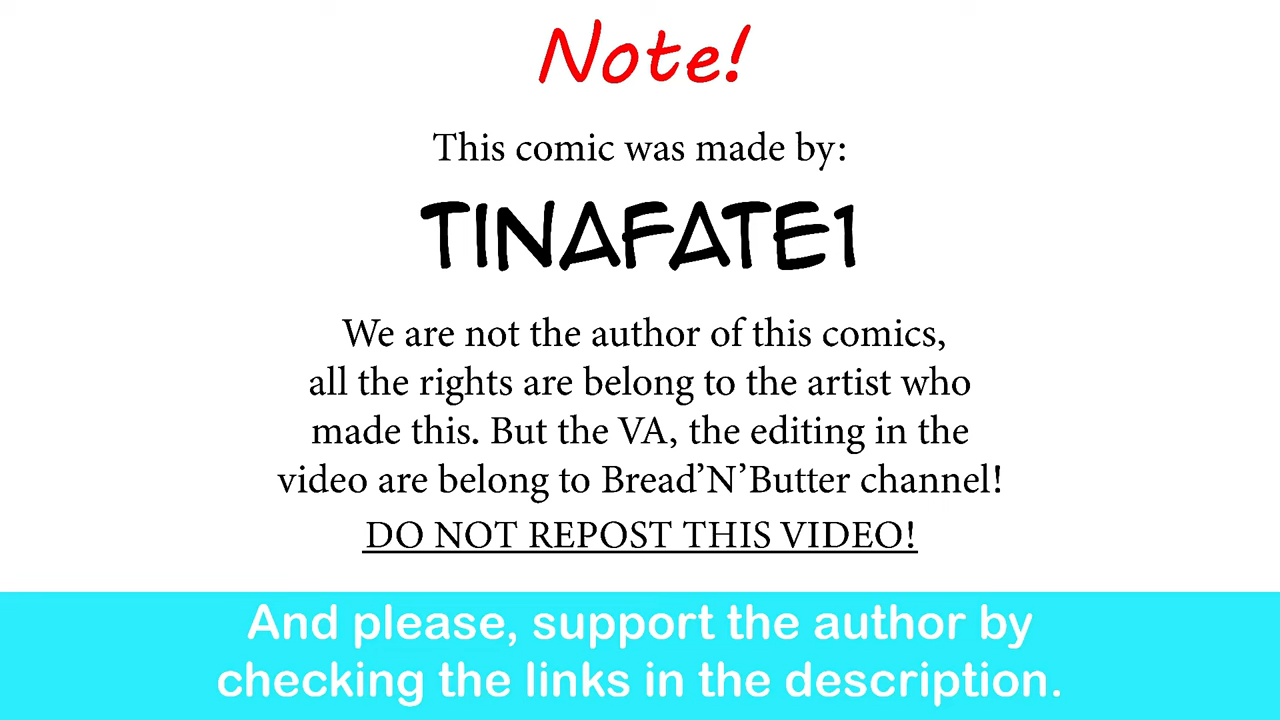 Note!
This comic was made by:
TINAFATE1
We are not the author of this comics,
all the rights are belong to the artist who
made this. But the VA, the editing in the
video are belong to Bread’N’Butter channel!
DO NOT REPOST THIS VIDEO!
And please, support the author by
checking the links in the description.